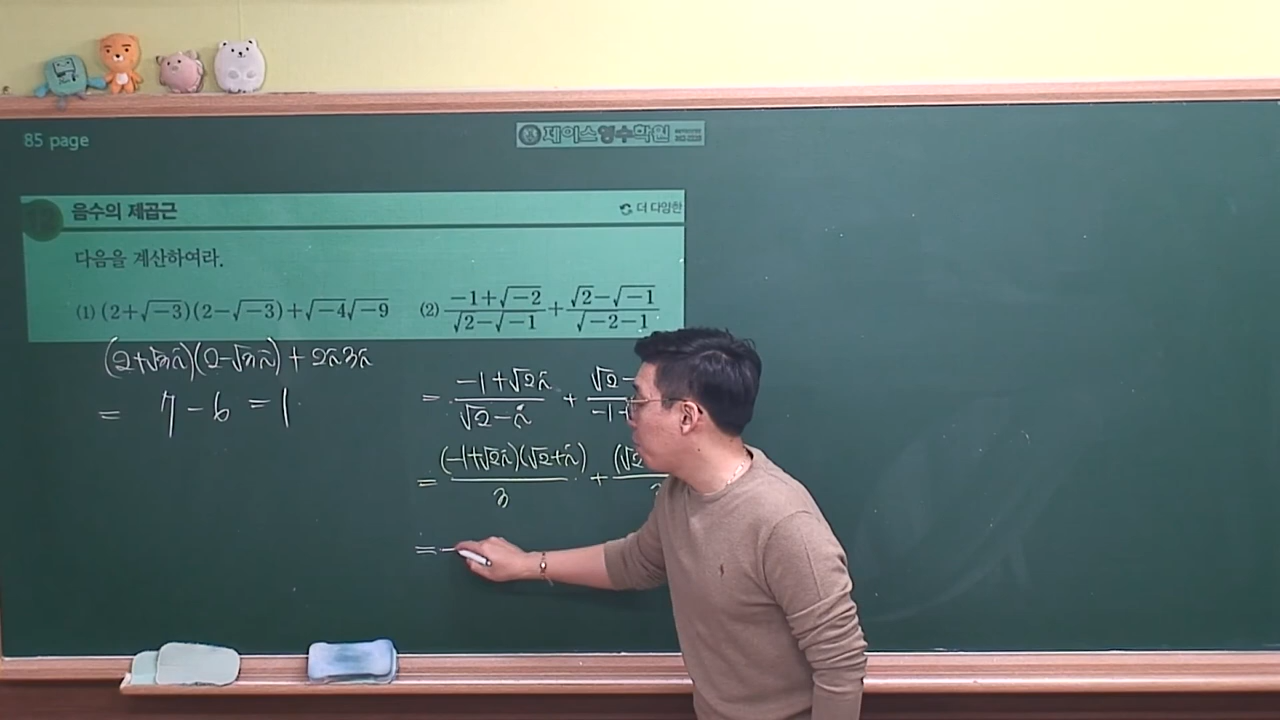 85 page
제이스영수학원
음수의 제곱근
더 다양한
다음을 계산하여라.
(1) (2+√-3)(2-√-3)+√-4√-9
(2) (-1+√-2)/(√2-√-1) + (√2-√-1)/(√-2-1)
(2+√3i)(2-√3i) + 2i3i
= 7-6 = 1
= (-1+√2i)/(√2-i) + (√2-)/(-1-
= (-1+√2i)(√2+i)/3 + (√2
= -